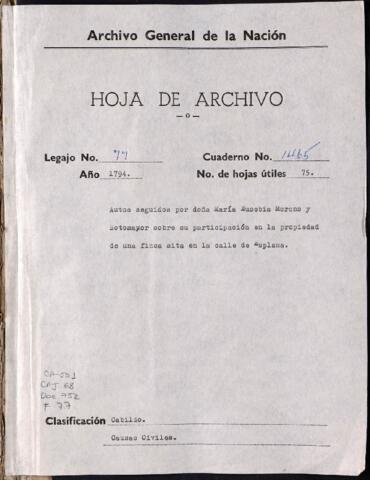 Archivo General de la Nación
HOJA DE ARCHIVO
—o—
Legajo No. 77 Cuaderno No. 1465
Año 1794. No. de hojas útiles 75.
Autos seguidos por doña María Eusebia Moreno y
Sotomayor sobre su participación en la propiedad
de una finca sita en la calle de
CA-SD1
CAJ 68
Doc 752
F 77
Clasificación Cabildo.
Causas Civiles.